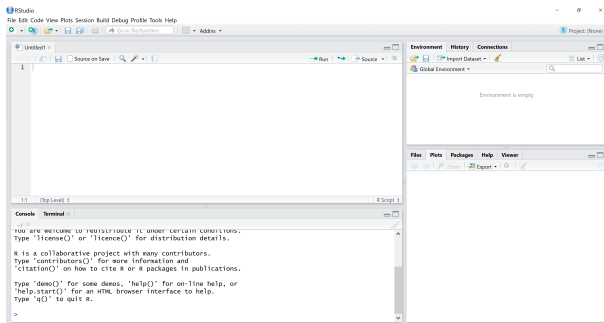 RStudio
File Edit Code View Plots Session Build Debug Profile Tools Help
Go to file/function Addins Project: (None)
Untitled1
Source on Save Run Source
1
1:1 (Top Level) R Script
Console Terminal
~/
You are welcome to redistribute it under certain conditions.
Type 'license()' or 'licence()' for distribution details.
R is a collaborative project with many contributors.
Type 'contributors()' for more information and
'citation()' on how to cite R or R packages in publications.
Type 'demo()' for some demos, 'help()' for on-line help, or
'help.start()' for an HTML browser interface to help.
Type 'q()' to quit R.
>
Environment History Connections
Import Dataset List
Global Environment
Environment is empty
Files Plots Packages Help Viewer
Zoom Export